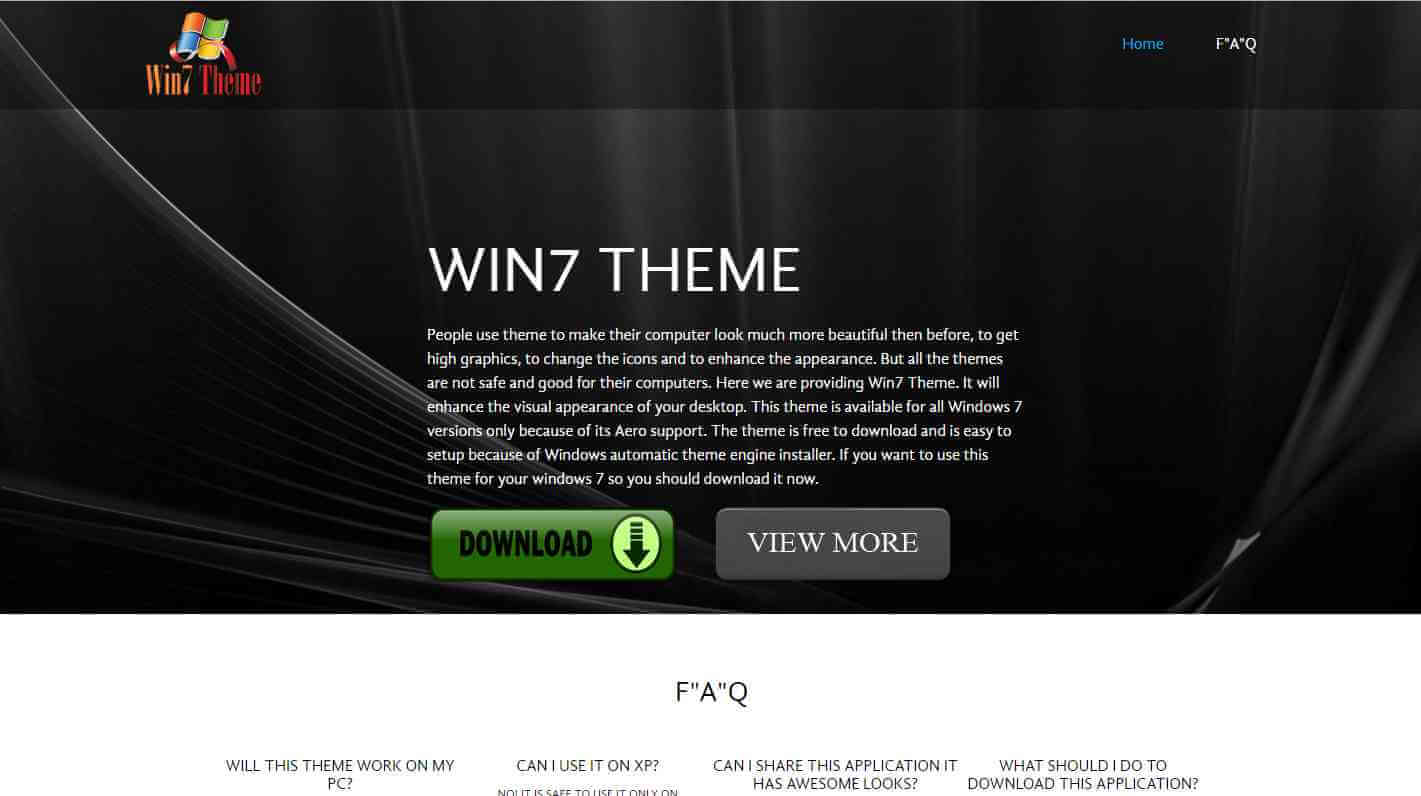 Win7 Theme
Home
F"A"Q
WIN7 THEME
People use theme to make their computer look much more beautiful then before, to get
high graphics, to change the icons and to enhance the appearance. But all the themes
are not safe and good for their computers. Here we are providing Win7 Theme. It will
enhance the visual appearance of your desktop. This theme is available for all Windows 7
versions only because of its Aero support. The theme is free to download and is easy to
setup because of Windows automatic theme engine installer. If you want to use this
theme for your windows 7 so you should download it now.
DOWNLOAD
VIEW MORE
F"A"Q
WILL THIS THEME WORK ON MY
PC?
CAN I USE IT ON XP?
NO! IT IS SAFE TO USE IT ONLY ON
CAN I SHARE THIS APPLICATION IT
HAS AWESOME LOOKS?
WHAT SHOULD I DO TO
DOWNLOAD THIS APPLICATION?